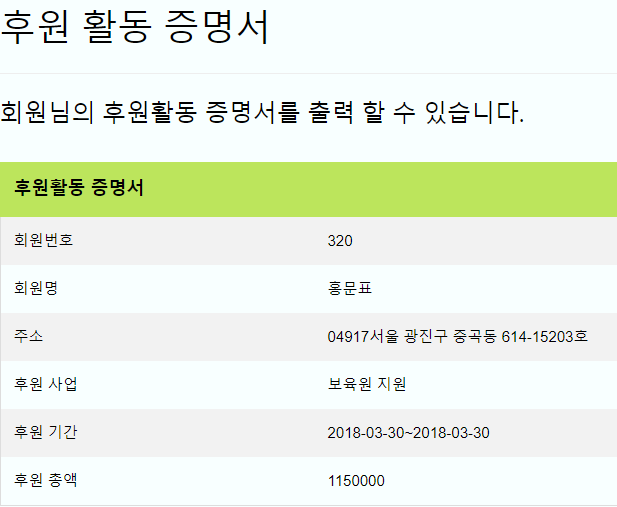 후원 활동 증명서
회원님의 후원활동 증명서를 출력 할 수 있습니다.
후원활동 증명서
회원번호 320
회원명 홍문표
주소 04917서울 광진구 중곡동 614-15203호
후원 사업 보육원 지원
후원 기간 2018-03-30~2018-03-30
후원 총액 1150000